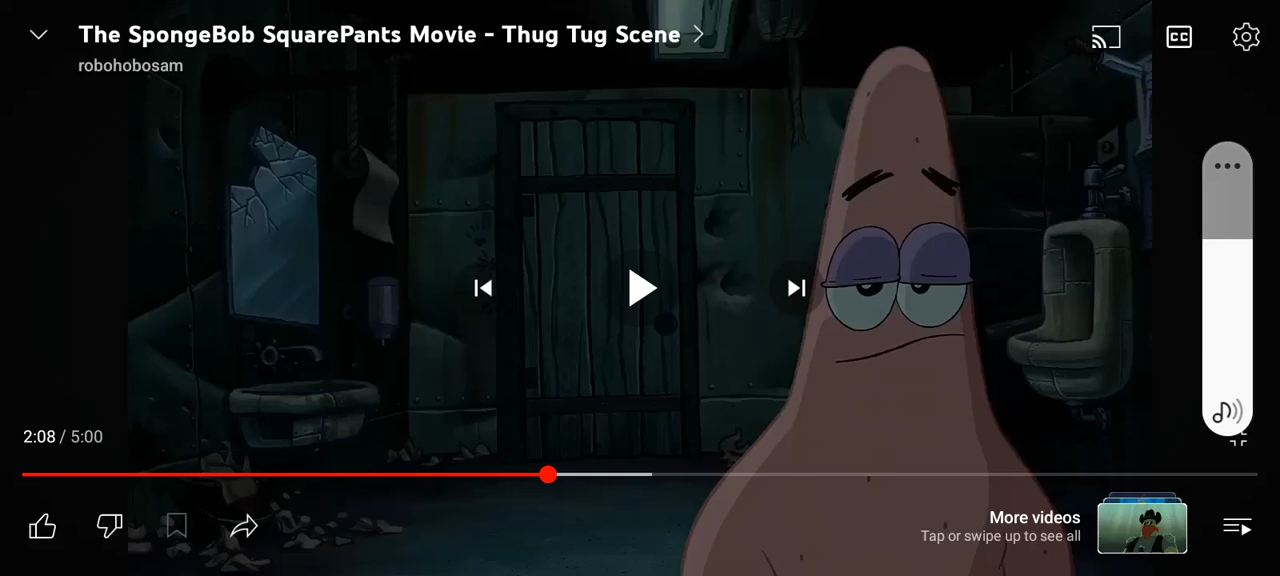 The SpongeBob SquarePants Movie - Thug Tug Scene
robohobosam
CC
2:08 / 5:00
More videos
Tap or swipe up to see all